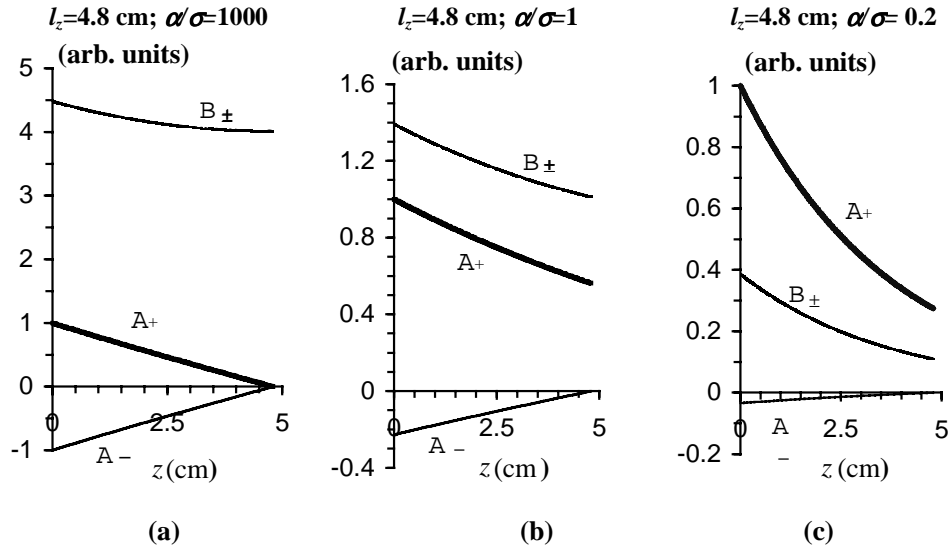 l_z=4.8 cm; α/σ=1000
(arb. units)
5
4
3
2
1
0
-1
B±
A+
A−
0
2.5
5
z (cm)
(a)
l_z=4.8 cm; α/σ=1
(arb. units)
1.6
1.2
0.8
0.4
0
-0.4
B±
A+
A−
0
2.5
5
z (cm)
(b)
l_z=4.8 cm; α/σ= 0.2
(arb. units)
1
0.8
0.6
0.4
0.2
0
-0.2
A+
B±
A
−
0
2.5
5
z (cm)
(c)